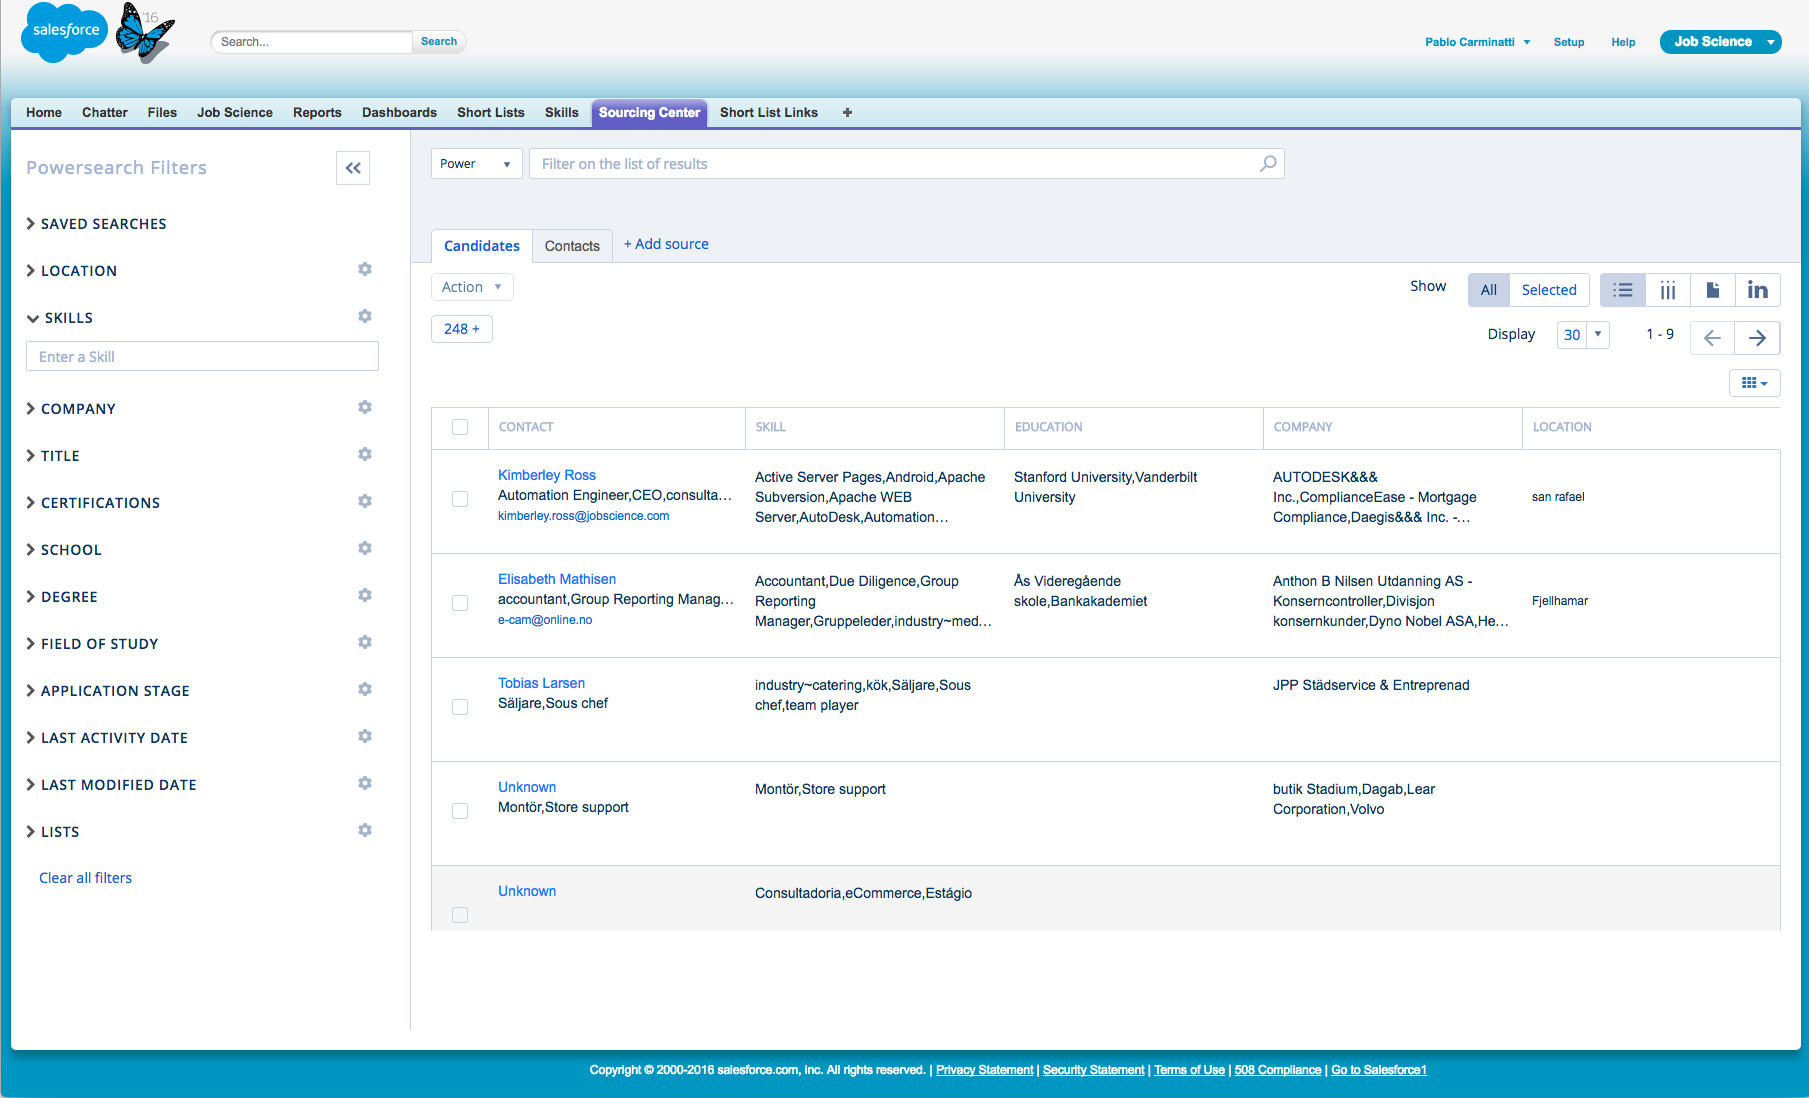 salesforce
'16
Search...
Search
Pablo Carminatti
Setup
Help
Job Science
Home
Chatter
Files
Job Science
Reports
Dashboards
Short Lists
Skills
Sourcing Center
Short List Links
+
Powersearch Filters
SAVED SEARCHES
LOCATION
SKILLS
Enter a Skill
COMPANY
TITLE
CERTIFICATIONS
SCHOOL
DEGREE
FIELD OF STUDY
APPLICATION STAGE
LAST ACTIVITY DATE
LAST MODIFIED DATE
LISTS
Clear all filters
Power
Filter on the list of results
Candidates
Contacts
+ Add source
Action
Show
All
Selected
in
248 +
Display
30
1 - 9
CONTACT
SKILL
EDUCATION
COMPANY
LOCATION
Kimberley Ross
Automation Engineer,CEO,consulta...
kimberley.ross@jobscience.com
Active Server Pages,Android,Apache
Subversion,Apache WEB
Server,AutoDesk,Automation...
Stanford University,Vanderbilt
University
AUTODESK&&&
Inc.,ComplianceEase - Mortgage
Compliance,Daegis&&& Inc. -...
san rafael
Elisabeth Mathisen
accountant,Group Reporting Manag...
e-cam@online.no
Accountant,Due Diligence,Group
Reporting
Manager,Gruppeleder,industry~med...
Ås Videregående
skole,Bankakademiet
Anthon B Nilsen Utdanning AS -
Konserncontroller,Divisjon
konsernkunder,Dyno Nobel ASA,He...
Fjellhamar
Tobias Larsen
Säljare,Sous chef
industry~catering,kök,Säljare,Sous
chef,team player
JPP Städservice & Entreprenad
Unknown
Montör,Store support
Montör,Store support
butik Stadium,Dagab,Lear
Corporation,Volvo
Unknown
Consultadoria,eCommerce,Estágio
Copyright © 2000-2016 salesforce.com, inc. All rights reserved. | Privacy Statement | Security Statement | Terms of Use | 508 Compliance | Go to Salesforce1